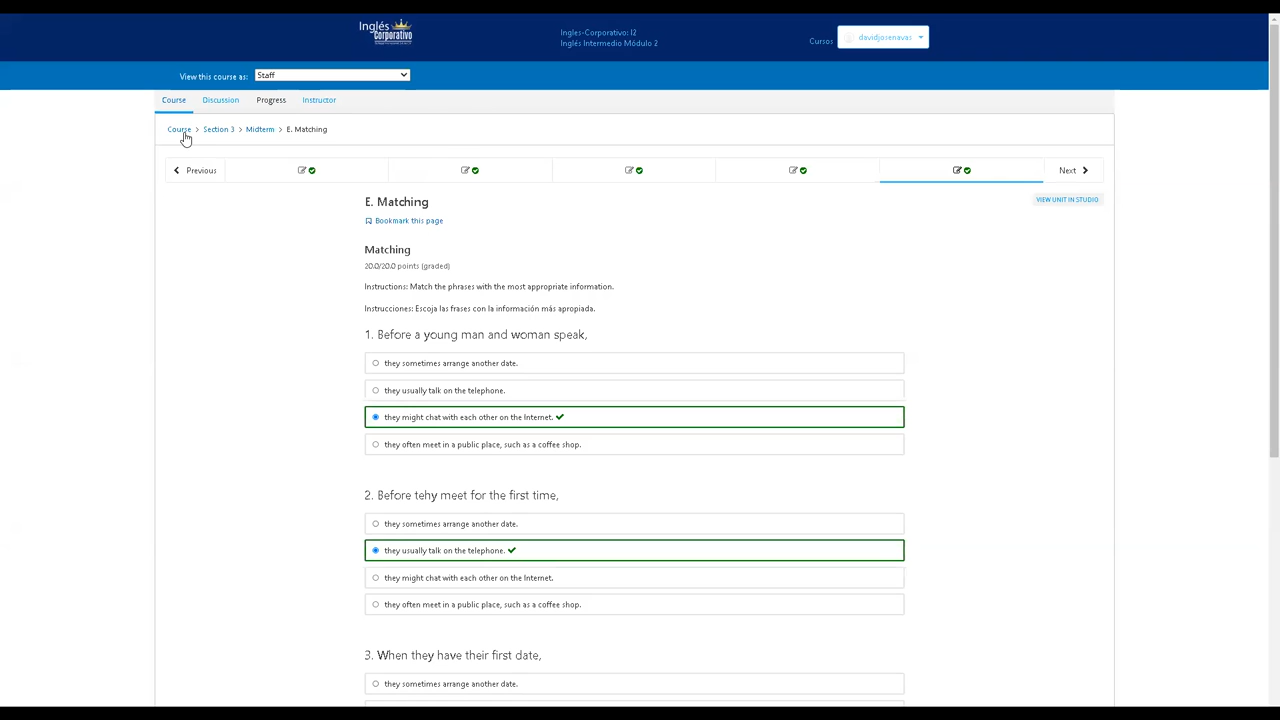 Inglés
Corporativo
Ingles-Corporativo: I2
Inglés Intermedio Módulo 2
Cursos
davidjosenavas
View this course as:
Staff
Course
Discussion
Progress
Instructor
Course > Section 3 > Midterm > E. Matching
Previous
Next
E. Matching
VIEW UNIT IN STUDIO
Bookmark this page
Matching
20.0/20.0 points (graded)
Instructions: Match the phrases with the most appropriate information.
Instrucciones: Escoja las frases con la información más apropiada.
1. Before a young man and woman speak,
they sometimes arrange another date.
they usually talk on the telephone.
they might chat with each other on the Internet.
they often meet in a public place, such as a coffee shop.
2. Before tehy meet for the first time,
they sometimes arrange another date.
they usually talk on the telephone.
they might chat with each other on the Internet.
they often meet in a public place, such as a coffee shop.
3. When they have their first date,
they sometimes arrange another date.